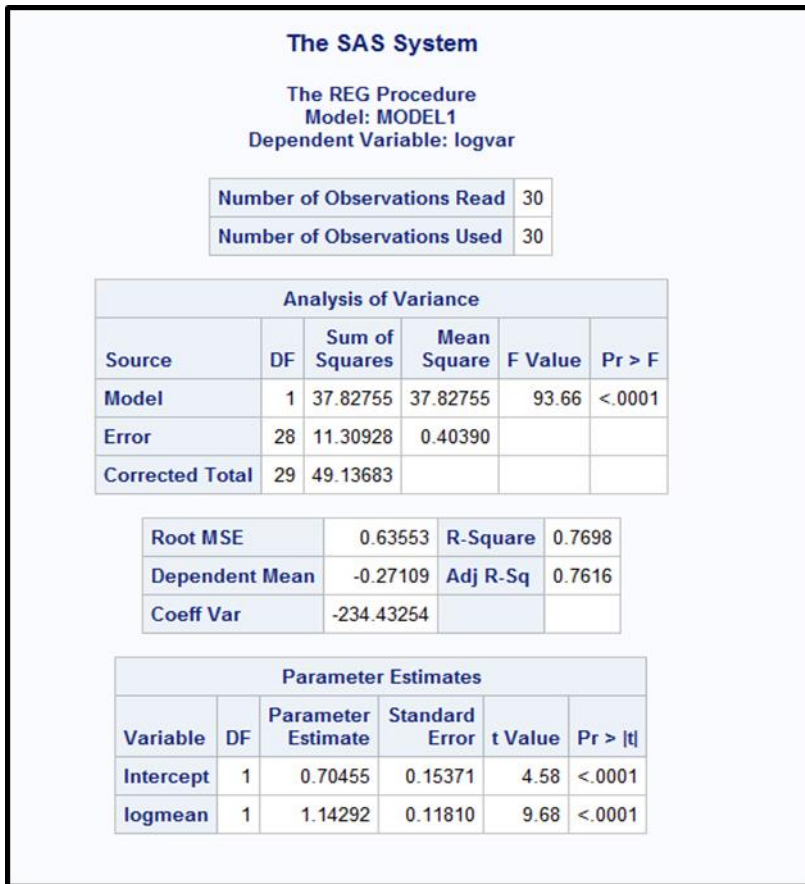 The SAS System
The REG Procedure
Model: MODEL1
Dependent Variable: logvar
Number of Observations Read 30
Number of Observations Used 30
Analysis of Variance
Source DF Sum of Squares Mean Square F Value Pr > F
Model 1 37.82755 37.82755 93.66 <.0001
Error 28 11.30928 0.40390
Corrected Total 29 49.13683
Root MSE 0.63553 R-Square 0.7698
Dependent Mean -0.27109 Adj R-Sq 0.7616
Coeff Var -234.43254
Parameter Estimates
Variable DF Parameter Estimate Standard Error t Value Pr > |t|
Intercept 1 0.70455 0.15371 4.58 <.0001
logmean 1 1.14292 0.11810 9.68 <.0001